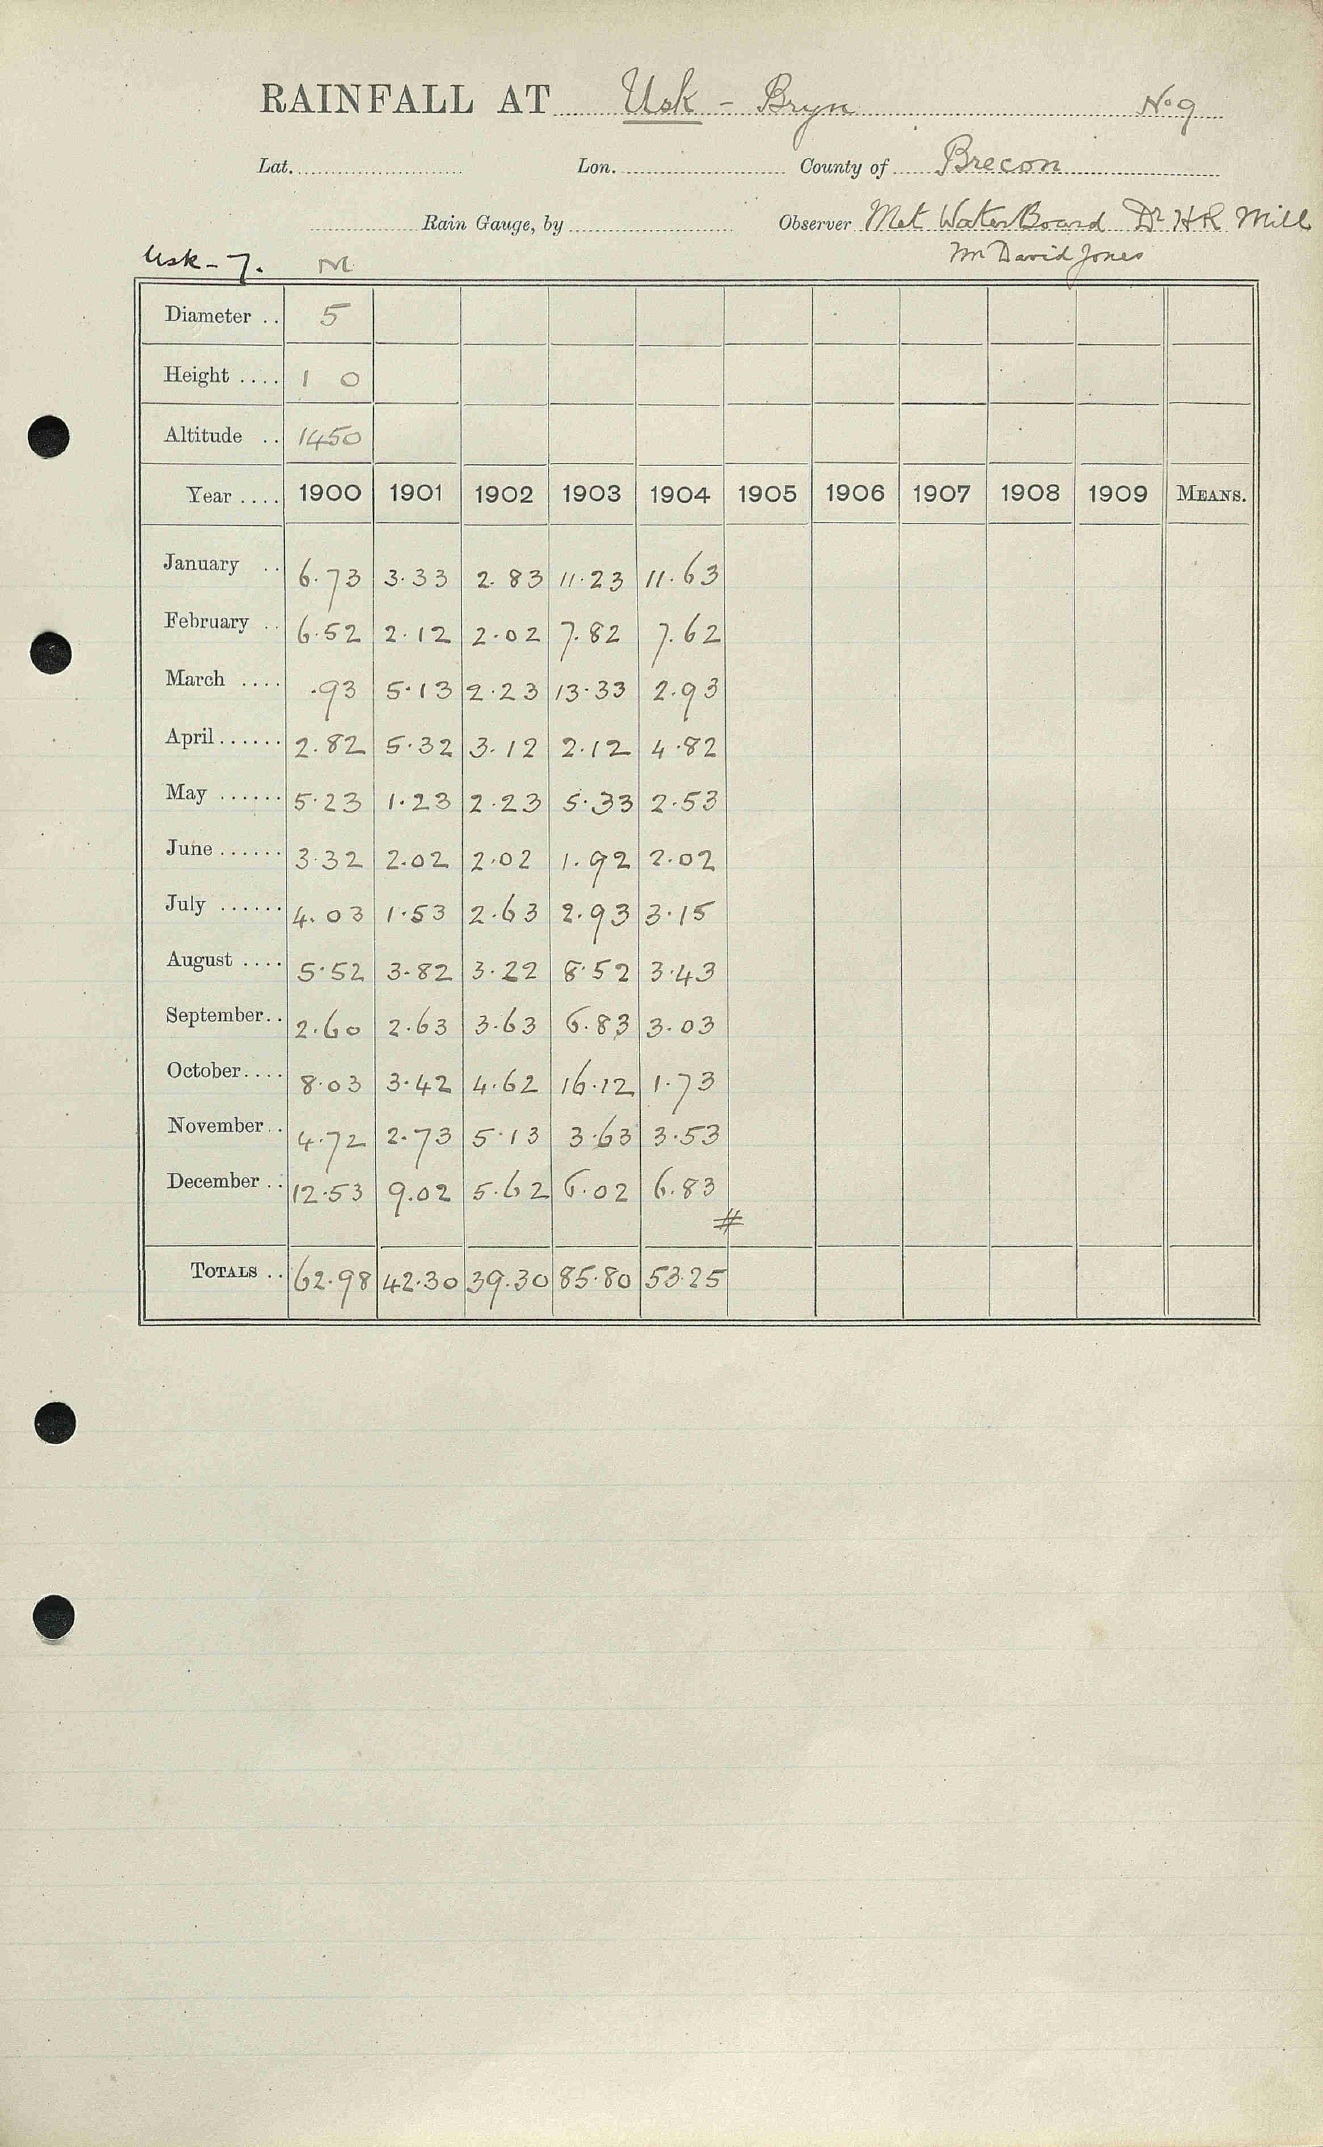 RAINFALL AT Usk - Bryn No 9
Lat. Lon. County of Brecon
Rain Gauge, by Observer Met Water Board Dr H R Mill
Usk - 7. M Mr David Jones
Diameter .. 5
Height .... 1 0
Altitude .. 1450
Year .... 1900 1901 1902 1903 1904 1905 1906 1907 1908 1909 MEANS.
January .. 6.73 3.33 2.83 11.23 11.63
February .. 6.52 2.12 2.02 7.82 7.62
March .... .93 5.13 2.23 13.33 2.93
April...... 2.82 5.32 3.12 2.12 4.82
May ...... 5.23 1.23 2.23 5.33 2.53
June...... 3.32 2.02 2.02 1.92 2.02
July ...... 4.03 1.53 2.63 2.93 3.15
August .... 5.52 3.82 3.22 8.52 3.43
September.. 2.60 2.63 3.63 6.83 3.03
October.... 8.03 3.42 4.62 16.12 1.73
November.. 4.72 2.73 5.13 3.63 3.53
December .. 12.53 9.02 5.62 6.02 6.83
#
TOTALS .. 62.98 42.30 39.30 85.80 53.25